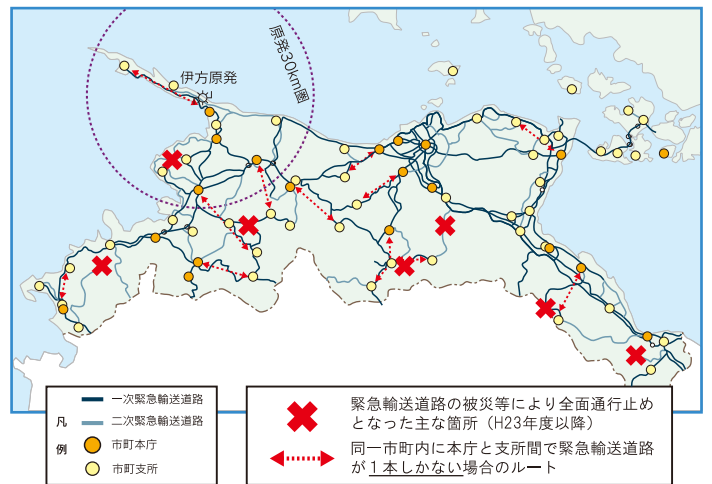 伊方原発
原発30km圏
凡例
一次緊急輸送道路
二次緊急輸送道路
市町本庁
市町支所
緊急輸送道路の被災等により全面通行止め
となった主な箇所（H23年度以降）
同一市町内に本庁と支所間で緊急輸送道路
が1本しかない場合のルート